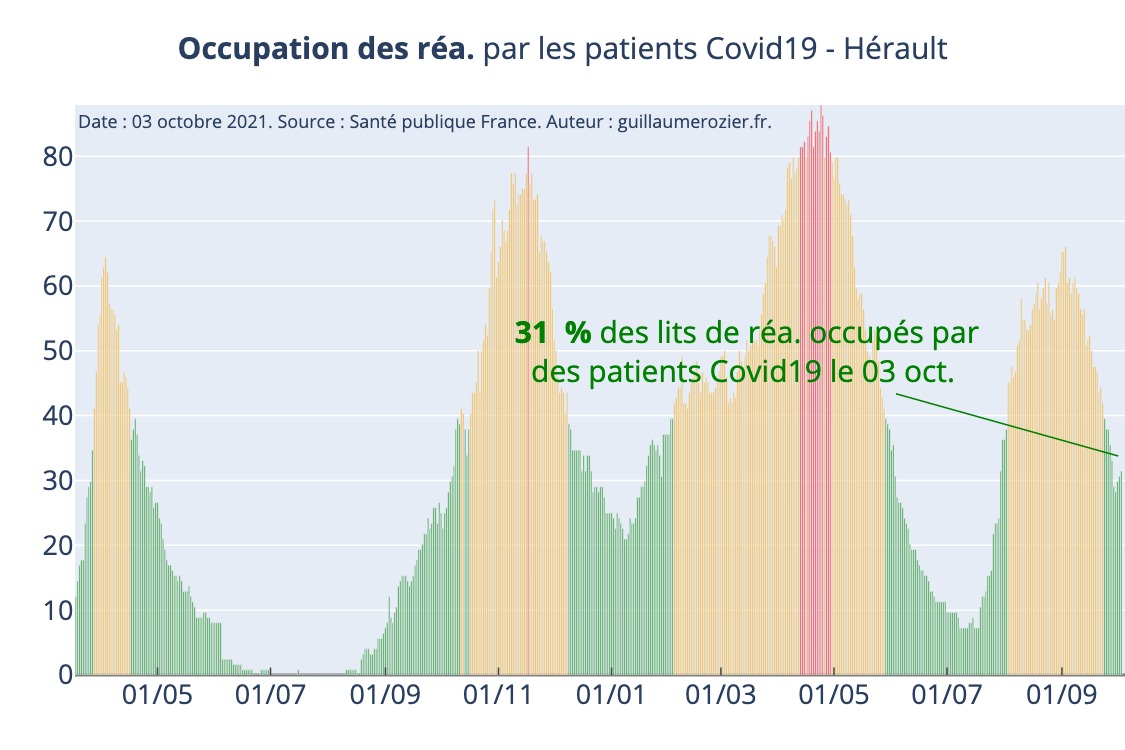 Occupation des réa. par les patients Covid19 - Hérault
Date : 03 octobre 2021. Source : Santé publique France. Auteur : guillaumerozier.fr.
80
70
60
50
40
30
20
10
0
31 % des lits de réa. occupés par
des patients Covid19 le 03 oct.
01/05 01/07 01/09 01/11 01/01 01/03 01/05 01/07 01/09